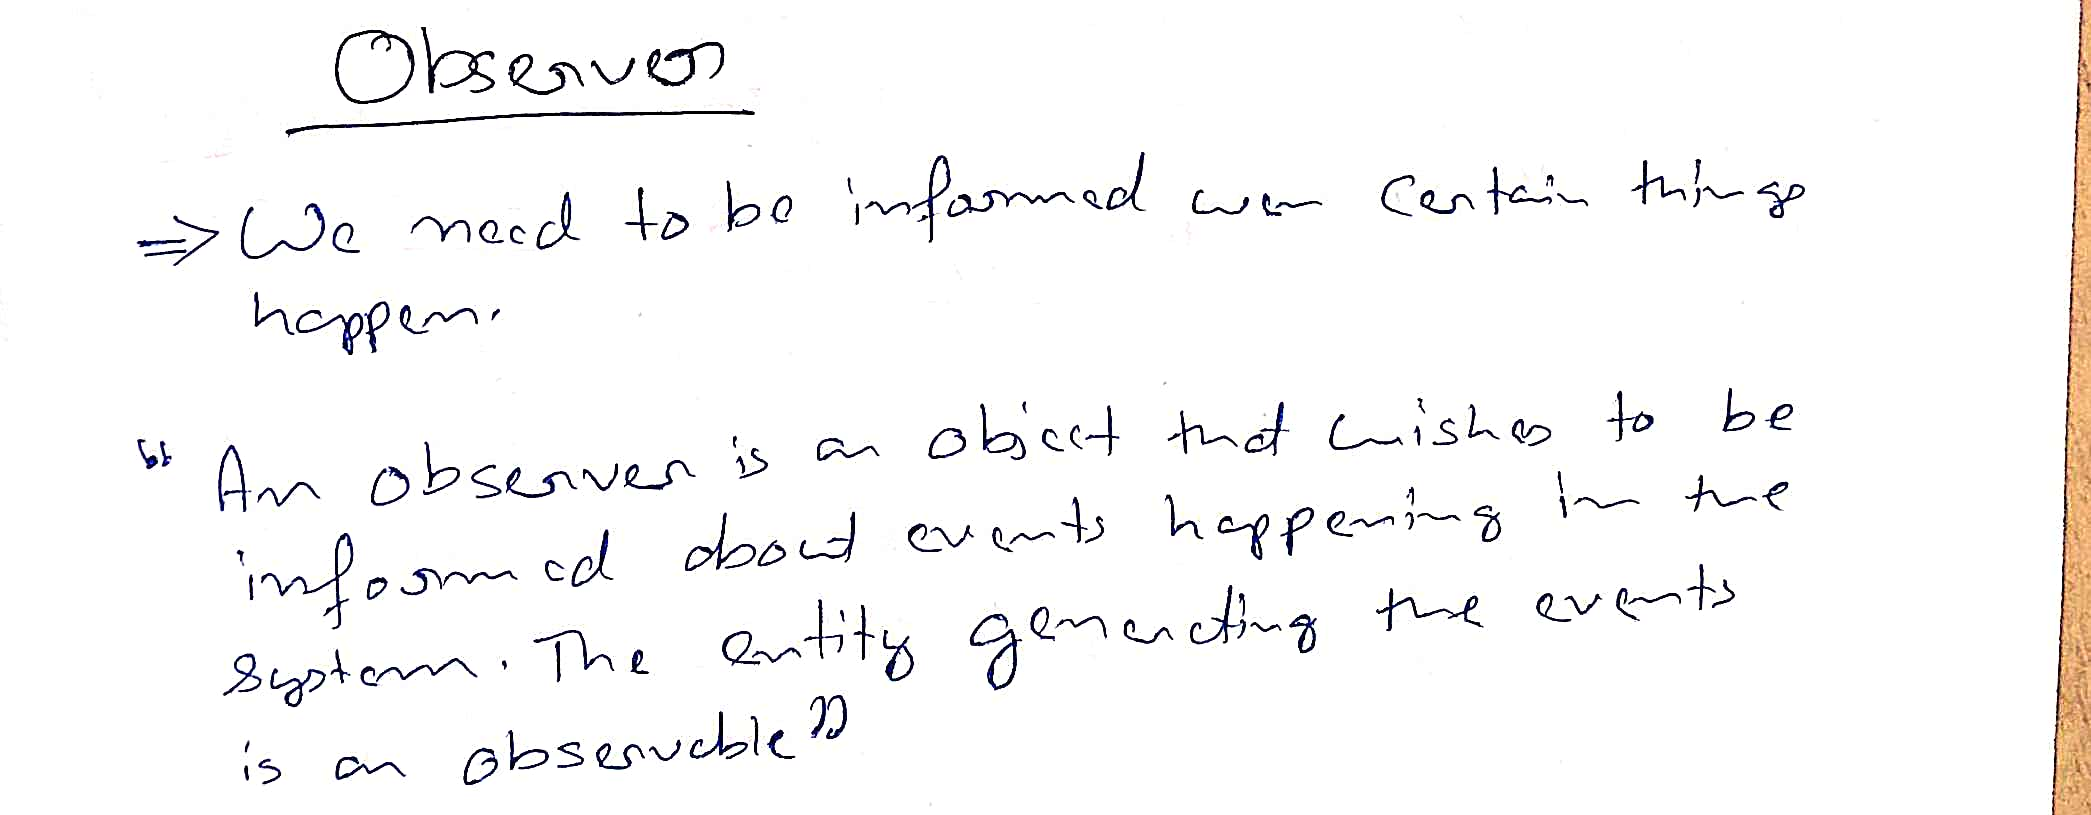 Observer
⇒ We need to be informed wen certain things
happen.
“ An observer is an object that wishes to be
informed about events happening in the
system. The entity generating the events
is an observable ”